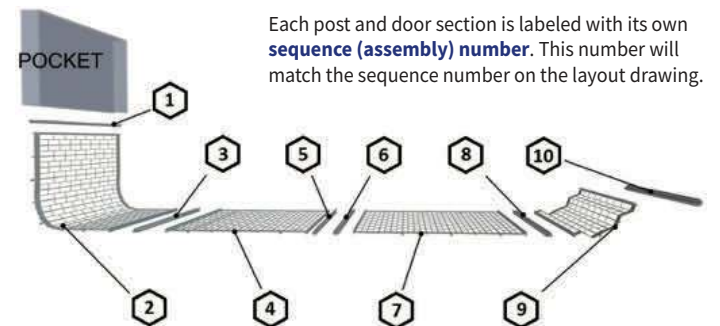 Each post and door section is labeled with its own
sequence (assembly) number. This number will
match the sequence number on the layout drawing.
POCKET
1
3
5
6
8
10
2
4
7
9